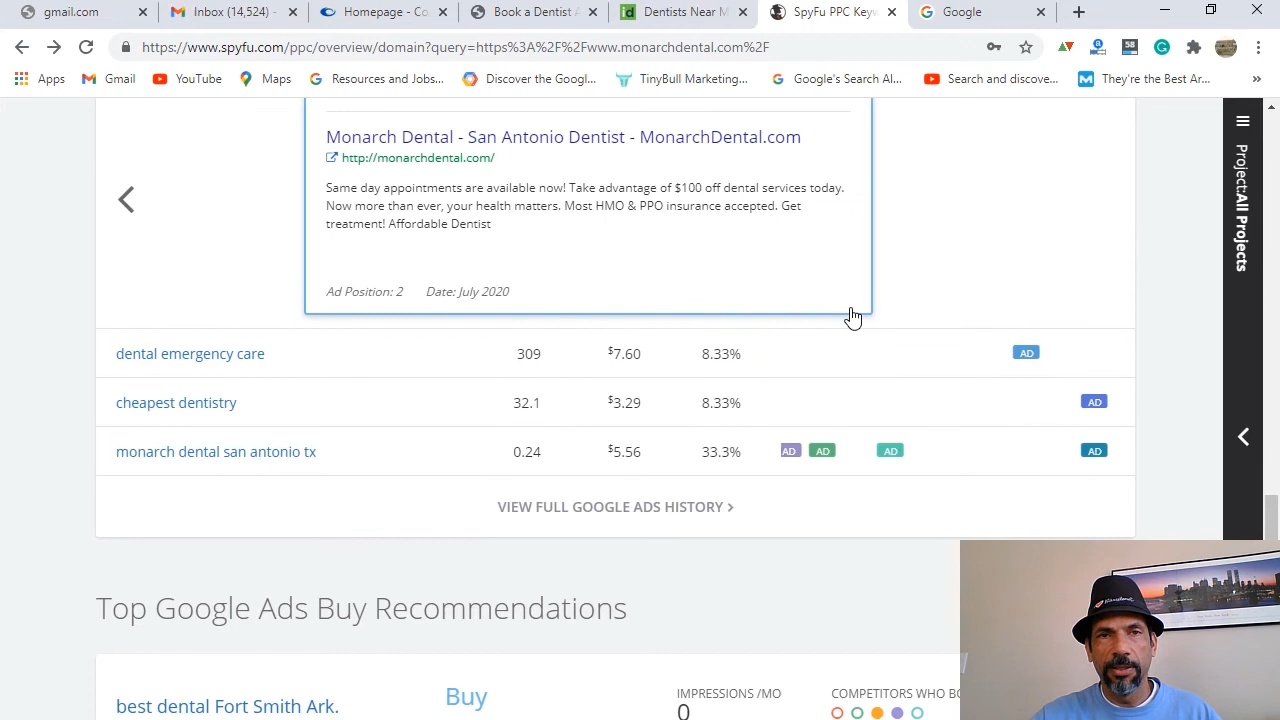 gmail.com
Inbox (14,524) -
Homepage - Co
Book a Dentist A
Dentists Near M
SpyFu PPC Keyw
Google
https://www.spyfu.com/ppc/overview/domain?query=https%3A%2F%2Fwww.monarchdental.com%2F
58
Apps
Gmail
YouTube
Maps
Resources and Jobs...
Discover the Googl...
TinyBull Marketing...
Google's Search Al...
Search and discove...
They're the Best Ar...
»
Project:All Projects
Monarch Dental - San Antonio Dentist - MonarchDental.com
http://monarchdental.com/
Same day appointments are available now! Take advantage of $100 off dental services today.
Now more than ever, your health matters. Most HMO & PPO insurance accepted. Get
treatment! Affordable Dentist
Ad Position: 2 Date: July 2020
dental emergency care 309 $7.60 8.33% AD
cheapest dentistry 32.1 $3.29 8.33% AD
monarch dental san antonio tx 0.24 $5.56 33.3% AD AD AD AD
VIEW FULL GOOGLE ADS HISTORY >
Top Google Ads Buy Recommendations
best dental Fort Smith Ark.
Buy
IMPRESSIONS /MO
0
COMPETITORS WHO BO